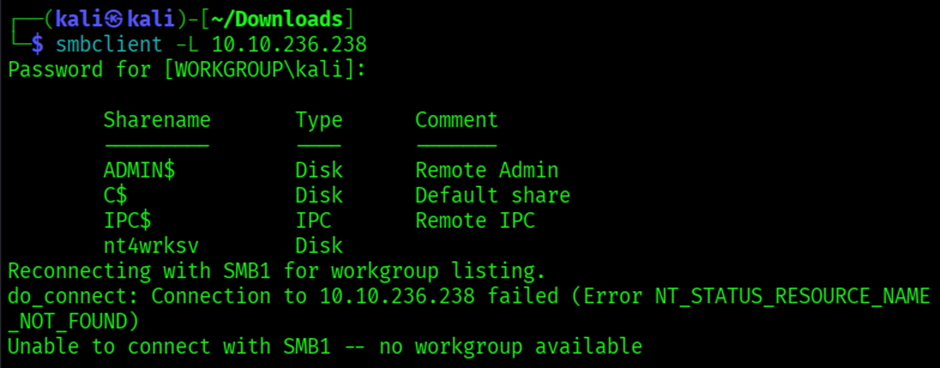 ┌──(kali㉿kali)-[~/Downloads]
└─$ smbclient -L 10.10.236.238
Password for [WORKGROUP\kali]:
Sharename Type Comment
--------- ---- -------
ADMIN$ Disk Remote Admin
C$ Disk Default share
IPC$ IPC Remote IPC
nt4wrksv Disk
Reconnecting with SMB1 for workgroup listing.
do_connect: Connection to 10.10.236.238 failed (Error NT_STATUS_RESOURCE_NAME
_NOT_FOUND)
Unable to connect with SMB1 -- no workgroup available